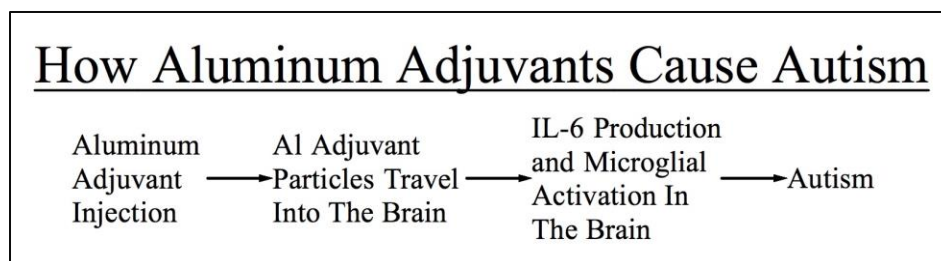 How Aluminum Adjuvants Cause Autism
Aluminum
Adjuvant
Injection
Al Adjuvant
Particles Travel
Into The Brain
IL-6 Production
and Microglial
Activation In
The Brain
Autism